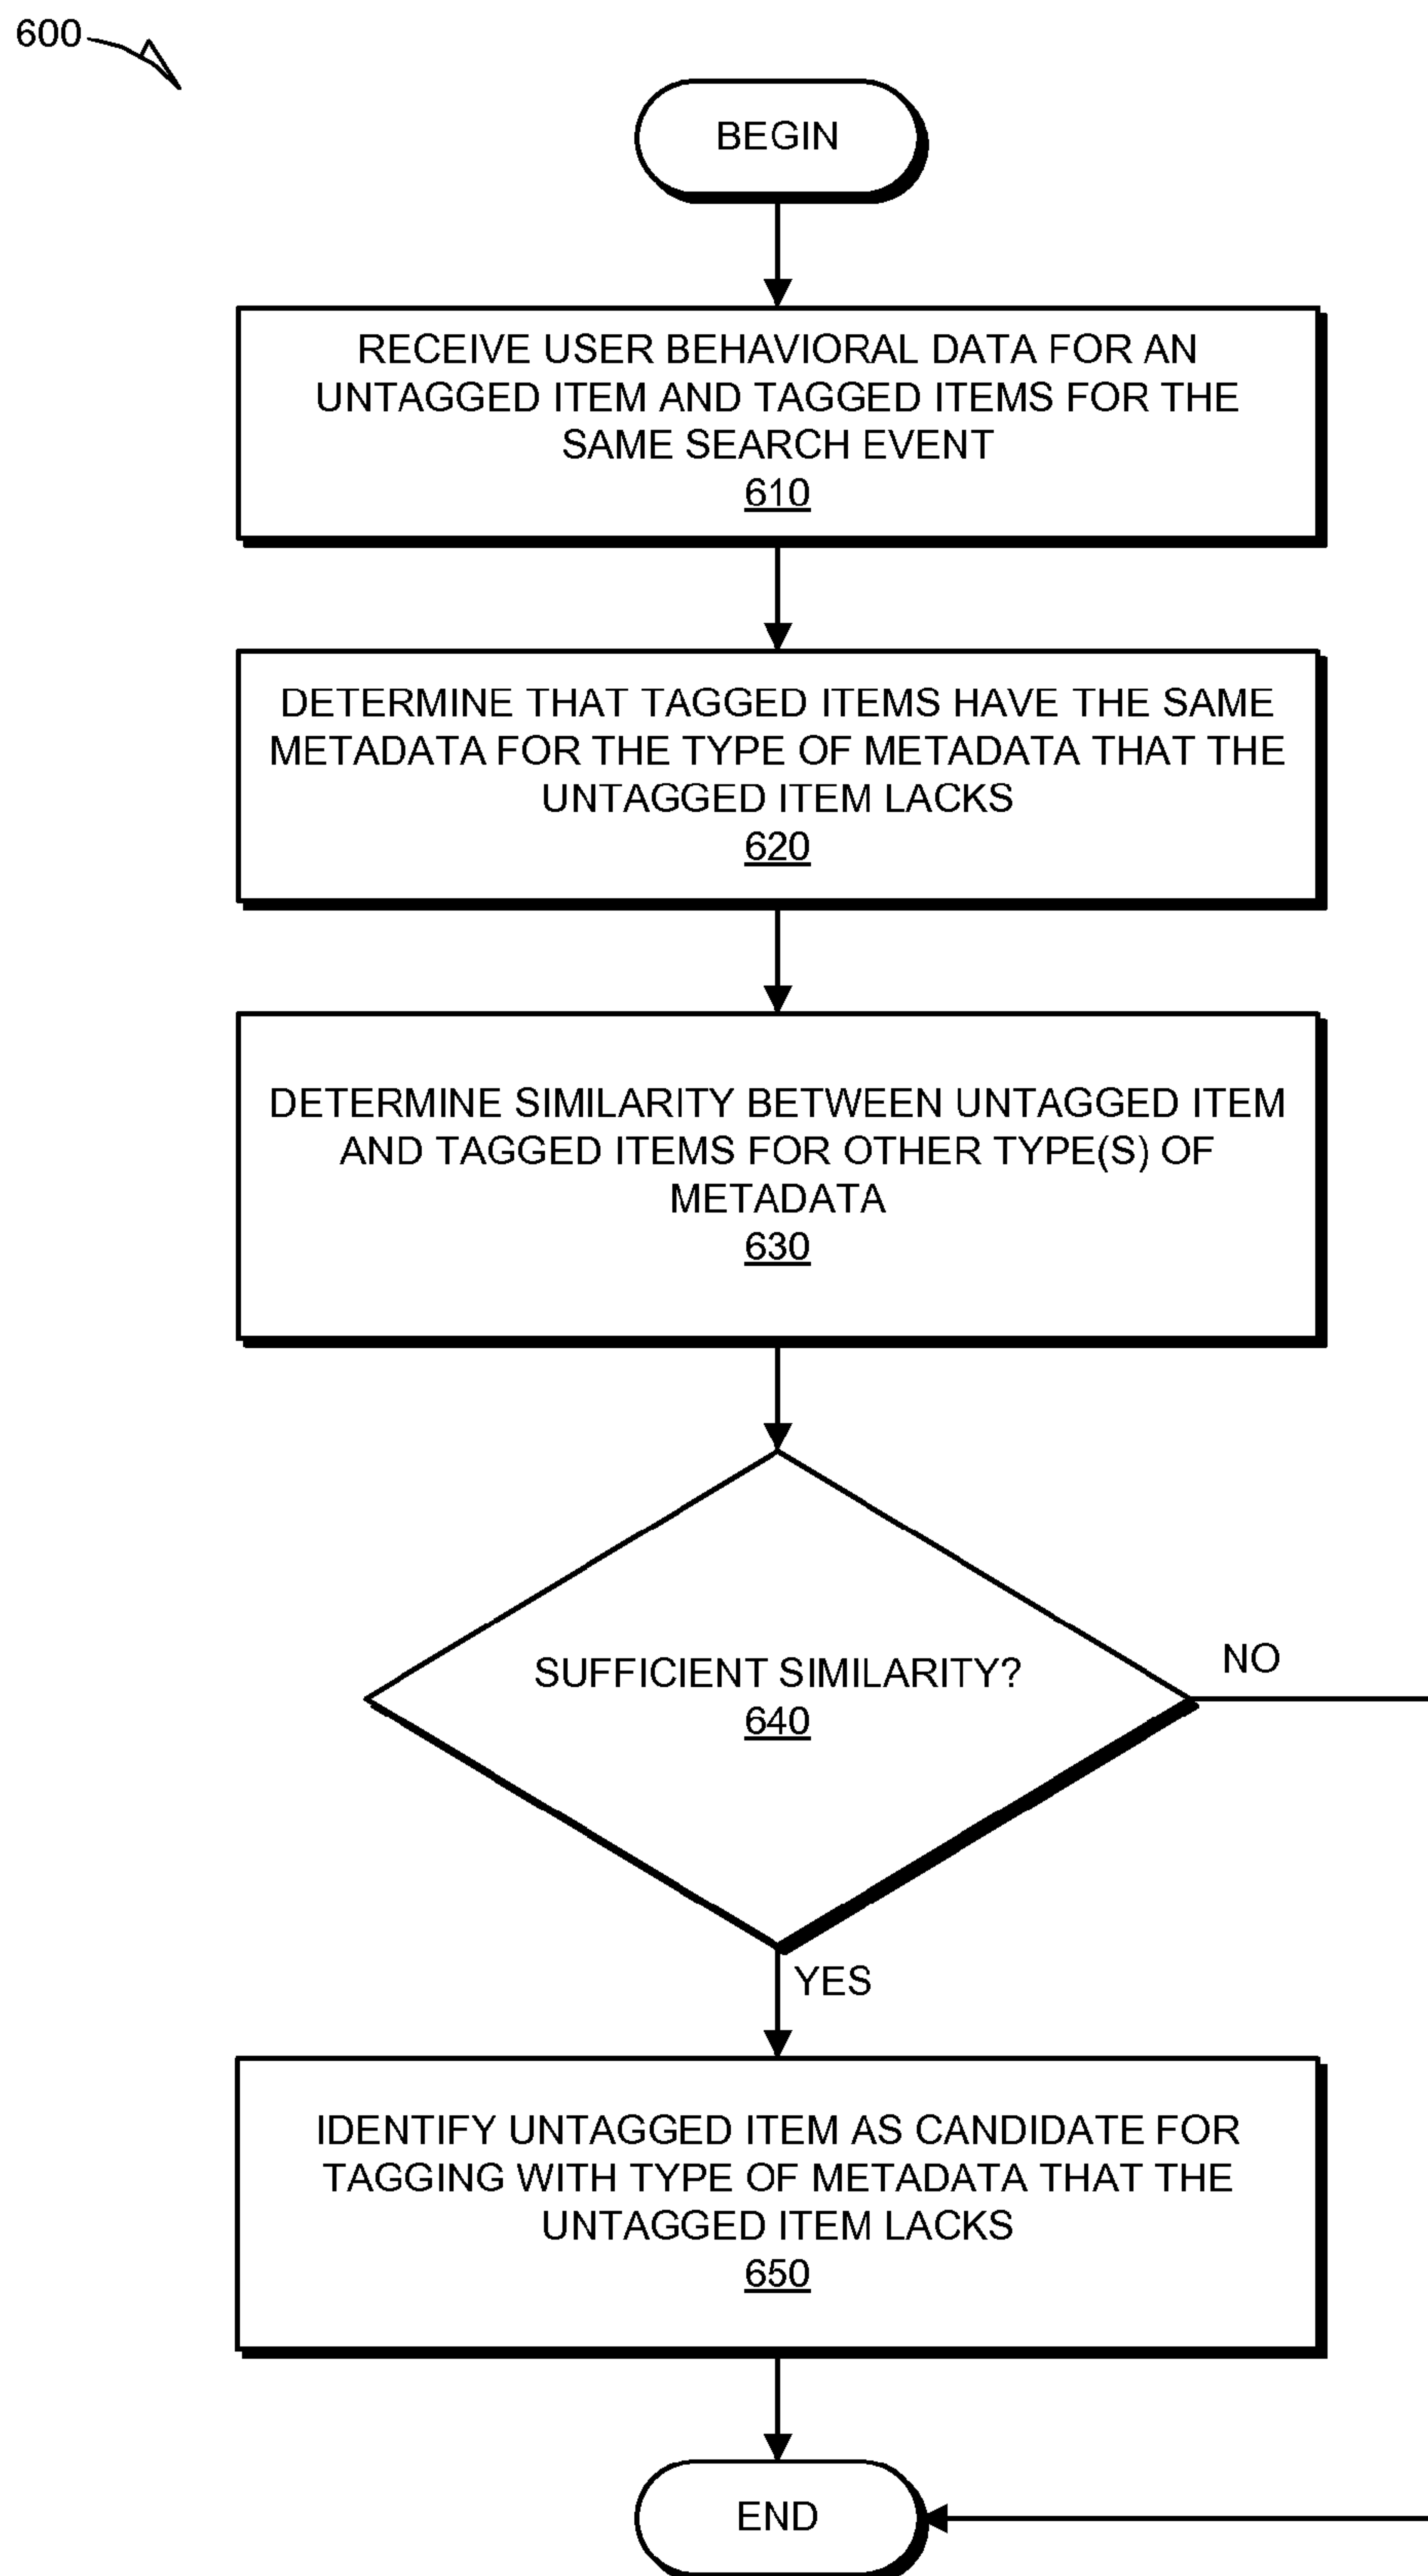 600
BEGIN
RECEIVE USER BEHAVIORAL DATA FOR AN
UNTAGGED ITEM AND TAGGED ITEMS FOR THE
SAME SEARCH EVENT
610
DETERMINE THAT TAGGED ITEMS HAVE THE SAME
METADATA FOR THE TYPE OF METADATA THAT THE
UNTAGGED ITEM LACKS
620
DETERMINE SIMILARITY BETWEEN UNTAGGED ITEM
AND TAGGED ITEMS FOR OTHER TYPE(S) OF
METADATA
630
SUFFICIENT SIMILARITY?
640
NO
YES
IDENTIFY UNTAGGED ITEM AS CANDIDATE FOR
TAGGING WITH TYPE OF METADATA THAT THE
UNTAGGED ITEM LACKS
650
END